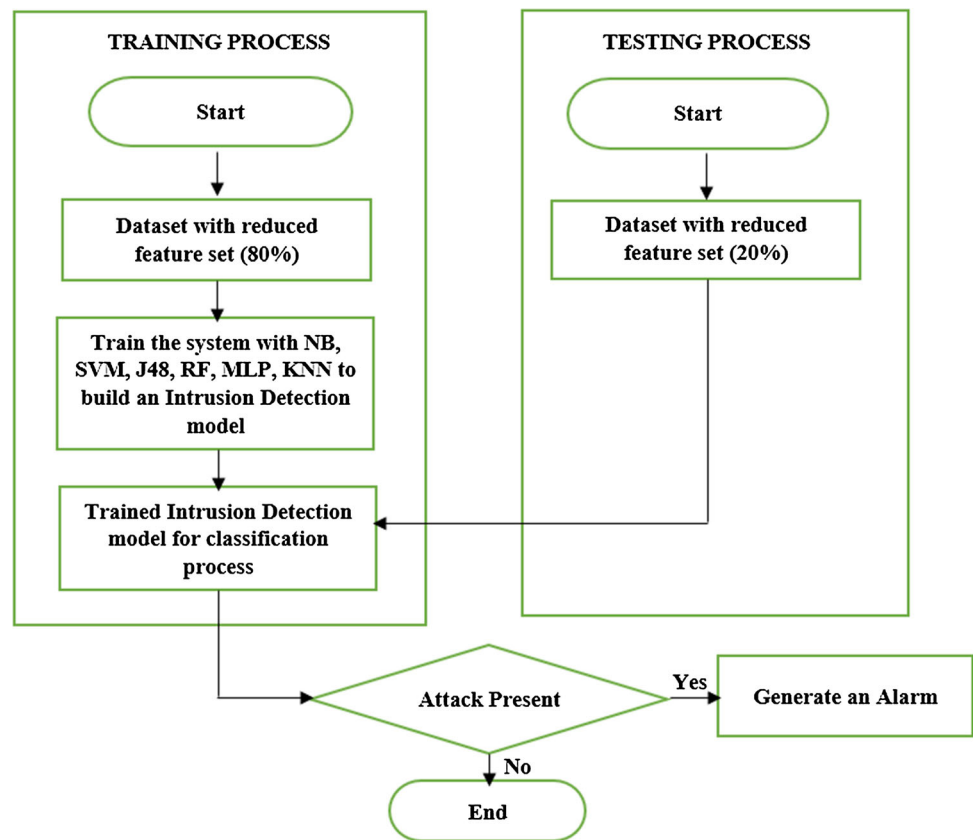 TRAINING PROCESS
Start
Dataset with reduced
feature set (80%)
Train the system with NB,
SVM, J48, RF, MLP, KNN to
build an Intrusion Detection
model
Trained Intrusion Detection
model for classification
process
TESTING PROCESS
Start
Dataset with reduced
feature set (20%)
Attack Present
Yes
Generate an Alarm
No
End